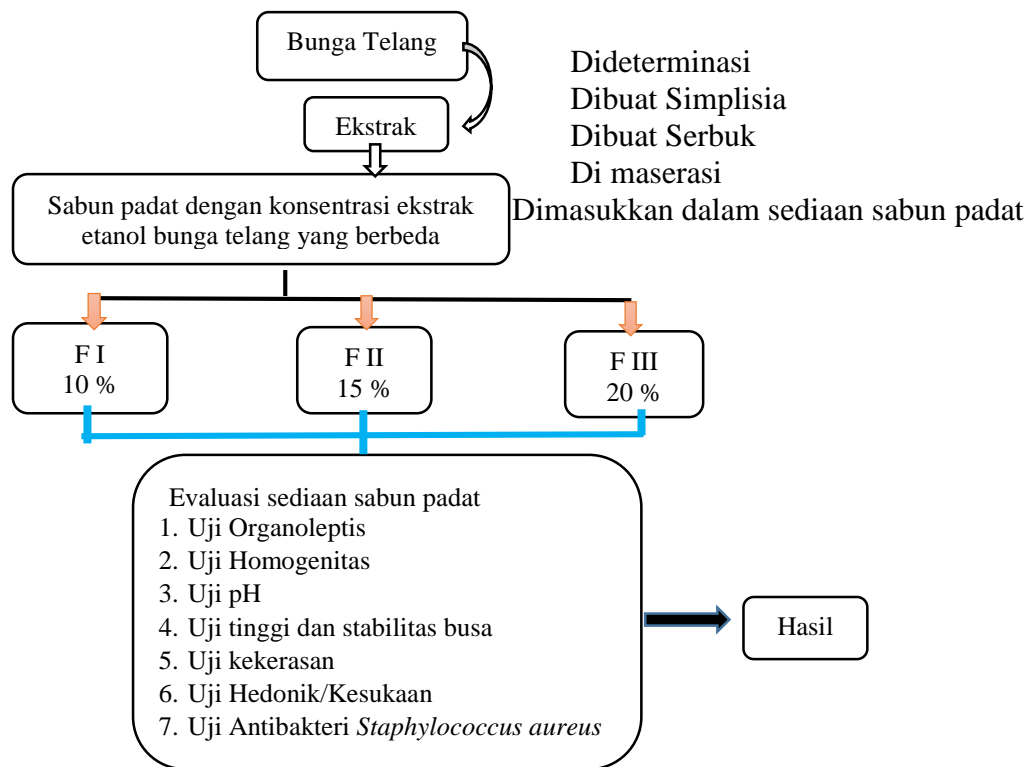 Bunga Telang
Dideterminasi
Dibuat Simplisia
Ekstrak
Dibuat Serbuk
Di maserasi
Sabun padat dengan konsentrasi ekstrak
etanol bunga telang yang berbeda
Dimasukkan dalam sediaan sabun padat
F I
10 %
F II
15 %
F III
20 %
Evaluasi sediaan sabun padat
1. Uji Organoleptis
2. Uji Homogenitas
3. Uji pH
4. Uji tinggi dan stabilitas busa
5. Uji kekerasan
6. Uji Hedonik/Kesukaan
7. Uji Antibakteri Staphylococcus aureus
Hasil